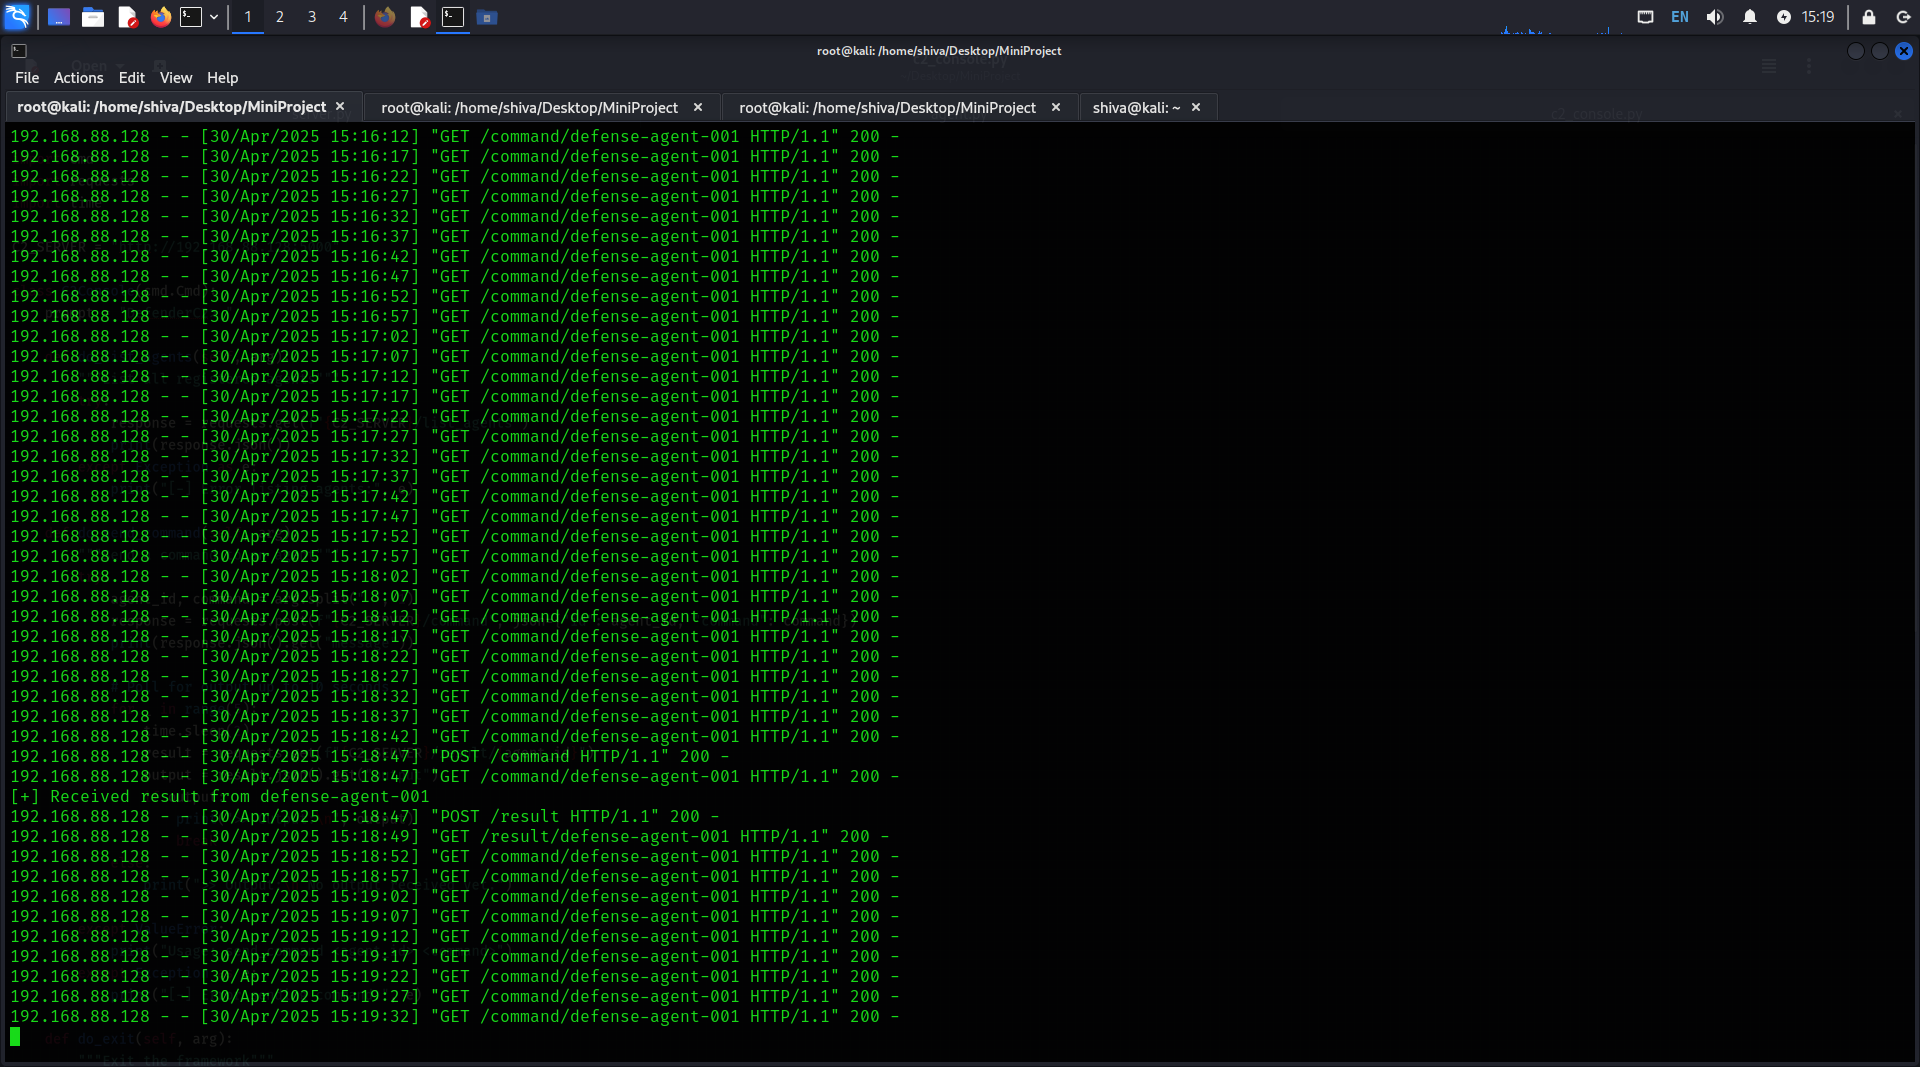 1 2 3 4 EN 15:19
root@kali: /home/shiva/Desktop/MiniProject
File Actions Edit View Help
root@kali: /home/shiva/Desktop/MiniProject × root@kali: /home/shiva/Desktop/MiniProject × root@kali: /home/shiva/Desktop/MiniProject × shiva@kali: ~ ×
192.168.88.128 - - [30/Apr/2025 15:16:12] "GET /command/defense-agent-001 HTTP/1.1" 200 -
192.168.88.128 - - [30/Apr/2025 15:16:17] "GET /command/defense-agent-001 HTTP/1.1" 200 -
192.168.88.128 - - [30/Apr/2025 15:16:22] "GET /command/defense-agent-001 HTTP/1.1" 200 -
192.168.88.128 - - [30/Apr/2025 15:16:27] "GET /command/defense-agent-001 HTTP/1.1" 200 -
192.168.88.128 - - [30/Apr/2025 15:16:32] "GET /command/defense-agent-001 HTTP/1.1" 200 -
192.168.88.128 - - [30/Apr/2025 15:16:37] "GET /command/defense-agent-001 HTTP/1.1" 200 -
192.168.88.128 - - [30/Apr/2025 15:16:42] "GET /command/defense-agent-001 HTTP/1.1" 200 -
192.168.88.128 - - [30/Apr/2025 15:16:47] "GET /command/defense-agent-001 HTTP/1.1" 200 -
192.168.88.128 - - [30/Apr/2025 15:16:52] "GET /command/defense-agent-001 HTTP/1.1" 200 -
192.168.88.128 - - [30/Apr/2025 15:16:57] "GET /command/defense-agent-001 HTTP/1.1" 200 -
192.168.88.128 - - [30/Apr/2025 15:17:02] "GET /command/defense-agent-001 HTTP/1.1" 200 -
192.168.88.128 - - [30/Apr/2025 15:17:07] "GET /command/defense-agent-001 HTTP/1.1" 200 -
192.168.88.128 - - [30/Apr/2025 15:17:12] "GET /command/defense-agent-001 HTTP/1.1" 200 -
192.168.88.128 - - [30/Apr/2025 15:17:17] "GET /command/defense-agent-001 HTTP/1.1" 200 -
192.168.88.128 - - [30/Apr/2025 15:17:22] "GET /command/defense-agent-001 HTTP/1.1" 200 -
192.168.88.128 - - [30/Apr/2025 15:17:27] "GET /command/defense-agent-001 HTTP/1.1" 200 -
192.168.88.128 - - [30/Apr/2025 15:17:32] "GET /command/defense-agent-001 HTTP/1.1" 200 -
192.168.88.128 - - [30/Apr/2025 15:17:37] "GET /command/defense-agent-001 HTTP/1.1" 200 -
192.168.88.128 - - [30/Apr/2025 15:17:42] "GET /command/defense-agent-001 HTTP/1.1" 200 -
192.168.88.128 - - [30/Apr/2025 15:17:47] "GET /command/defense-agent-001 HTTP/1.1" 200 -
192.168.88.128 - - [30/Apr/2025 15:17:52] "GET /command/defense-agent-001 HTTP/1.1" 200 -
192.168.88.128 - - [30/Apr/2025 15:17:57] "GET /command/defense-agent-001 HTTP/1.1" 200 -
192.168.88.128 - - [30/Apr/2025 15:18:02] "GET /command/defense-agent-001 HTTP/1.1" 200 -
192.168.88.128 - - [30/Apr/2025 15:18:07] "GET /command/defense-agent-001 HTTP/1.1" 200 -
192.168.88.128 - - [30/Apr/2025 15:18:12] "GET /command/defense-agent-001 HTTP/1.1" 200 -
192.168.88.128 - - [30/Apr/2025 15:18:17] "GET /command/defense-agent-001 HTTP/1.1" 200 -
192.168.88.128 - - [30/Apr/2025 15:18:22] "GET /command/defense-agent-001 HTTP/1.1" 200 -
192.168.88.128 - - [30/Apr/2025 15:18:27] "GET /command/defense-agent-001 HTTP/1.1" 200 -
192.168.88.128 - - [30/Apr/2025 15:18:32] "GET /command/defense-agent-001 HTTP/1.1" 200 -
192.168.88.128 - - [30/Apr/2025 15:18:37] "GET /command/defense-agent-001 HTTP/1.1" 200 -
192.168.88.128 - - [30/Apr/2025 15:18:42] "GET /command/defense-agent-001 HTTP/1.1" 200 -
192.168.88.128 - - [30/Apr/2025 15:18:47] "POST /command HTTP/1.1" 200 -
192.168.88.128 - - [30/Apr/2025 15:18:47] "GET /command/defense-agent-001 HTTP/1.1" 200 -
[+] Received result from defense-agent-001
192.168.88.128 - - [30/Apr/2025 15:18:47] "POST /result HTTP/1.1" 200 -
192.168.88.128 - - [30/Apr/2025 15:18:49] "GET /result/defense-agent-001 HTTP/1.1" 200 -
192.168.88.128 - - [30/Apr/2025 15:18:52] "GET /command/defense-agent-001 HTTP/1.1" 200 -
192.168.88.128 - - [30/Apr/2025 15:18:57] "GET /command/defense-agent-001 HTTP/1.1" 200 -
192.168.88.128 - - [30/Apr/2025 15:19:02] "GET /command/defense-agent-001 HTTP/1.1" 200 -
192.168.88.128 - - [30/Apr/2025 15:19:07] "GET /command/defense-agent-001 HTTP/1.1" 200 -
192.168.88.128 - - [30/Apr/2025 15:19:12] "GET /command/defense-agent-001 HTTP/1.1" 200 -
192.168.88.128 - - [30/Apr/2025 15:19:17] "GET /command/defense-agent-001 HTTP/1.1" 200 -
192.168.88.128 - - [30/Apr/2025 15:19:22] "GET /command/defense-agent-001 HTTP/1.1" 200 -
192.168.88.128 - - [30/Apr/2025 15:19:27] "GET /command/defense-agent-001 HTTP/1.1" 200 -
192.168.88.128 - - [30/Apr/2025 15:19:32] "GET /command/defense-agent-001 HTTP/1.1" 200 -
def do_exit(self, arg):
"""Exit the framework"""